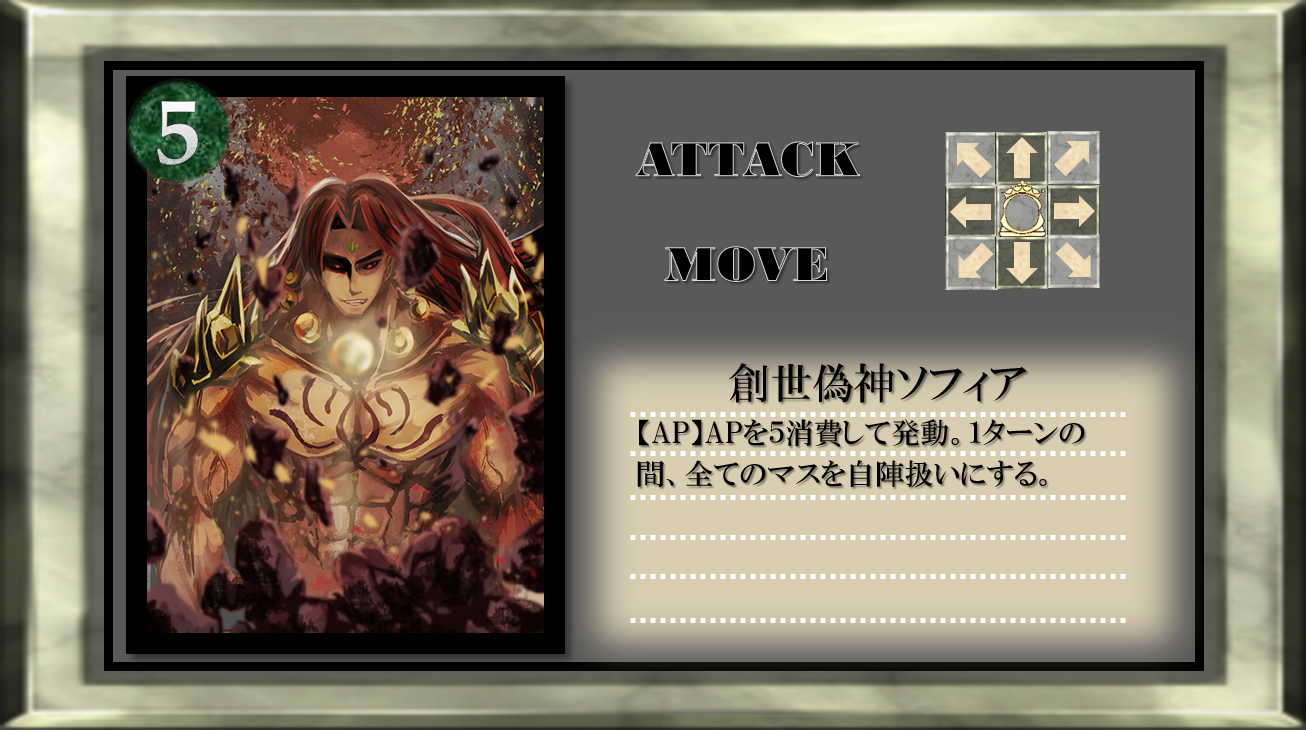 5
ATTACK
MOVE
創世偽神ソフィア
【AP】APを5消費して発動。1ターンの
間、全てのマスを自陣扱いにする。